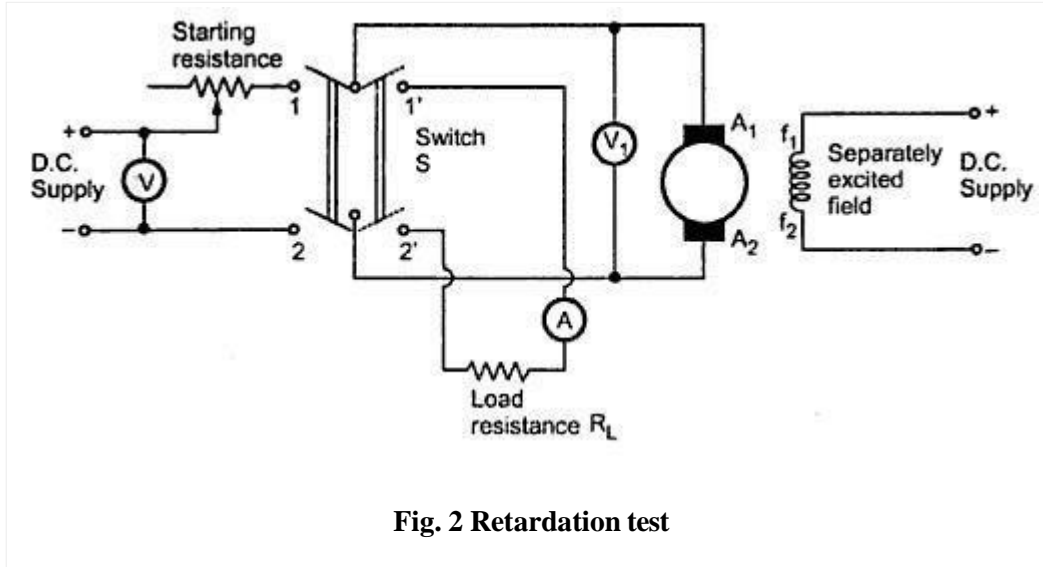 Starting
resistance
1
1'
+
D.C.
Supply
V
−
2
2'
Switch
S
V₁
A₁
A₂
f₁
f₂
Separately
excited
field
+
D.C.
Supply
−
A
Load
resistance R_L
Fig. 2 Retardation test